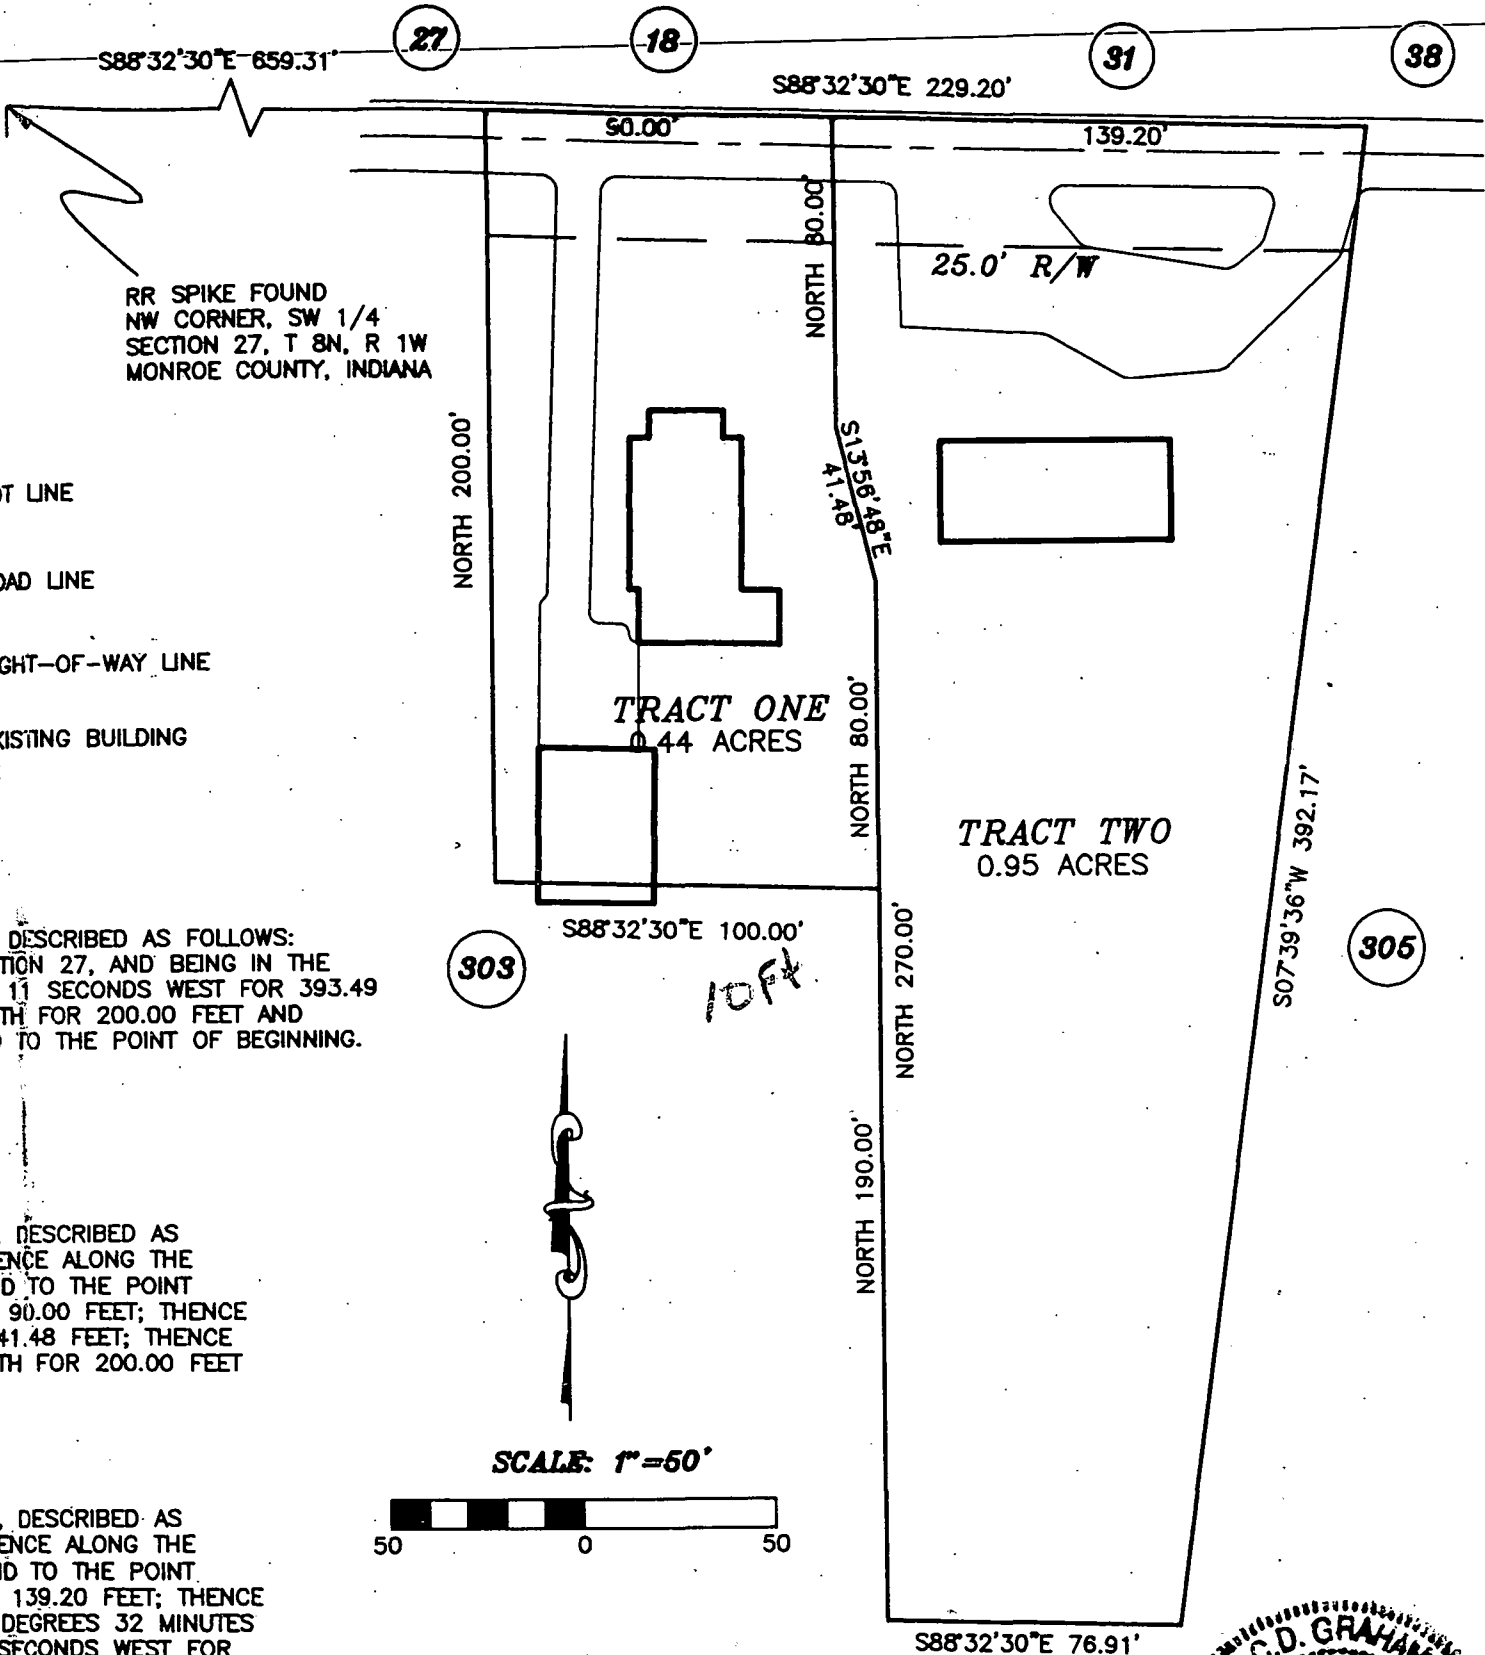 27
18
31
38
S88°32'30"E 659.31'
S88°32'30"E 229.20'
90.00'
139.20'
NORTH 80.00'
25.0' R/W
RR SPIKE FOUND
NW CORNER, SW 1/4
SECTION 27, T 8N, R 1W
MONROE COUNTY, INDIANA
NORTH 200.00'
S13°56'48"E
41.48'
LINE
LINE
LINE
EXISTING BUILDING
TRACT ONE
0.44 ACRES
NORTH 80.00'
TRACT TWO
0.95 ACRES
S07°39'36"W 392.17'
S88°32'30"E 100.00'
10Ft.
303
305
NORTH 270.00'
DESCRIBED AS FOLLOWS:
TION 27, AND BEING IN THE
11 SECONDS WEST FOR 393.49
TH FOR 200.00 FEET AND
TO THE POINT OF BEGINNING.
NORTH 190.00'
DESCRIBED AS
ENCE ALONG THE
D TO THE POINT
90.00 FEET; THENCE
41.48 FEET; THENCE
TH FOR 200.00 FEET
SCALE: 1"=50'
50 0 50
DESCRIBED AS
ENCE ALONG THE
D TO THE POINT
139.20 FEET; THENCE
DEGREES 32 MINUTES
SECONDS WEST FOR
S88°32'30"E 76.91'
C.D. GRAHAM